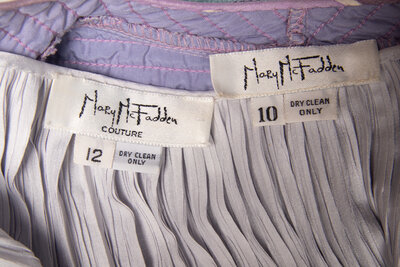 Mary McFadden
COUTURE
12
DRY CLEAN
ONLY
Mary McFadden
10
DRY CLEAN
ONLY